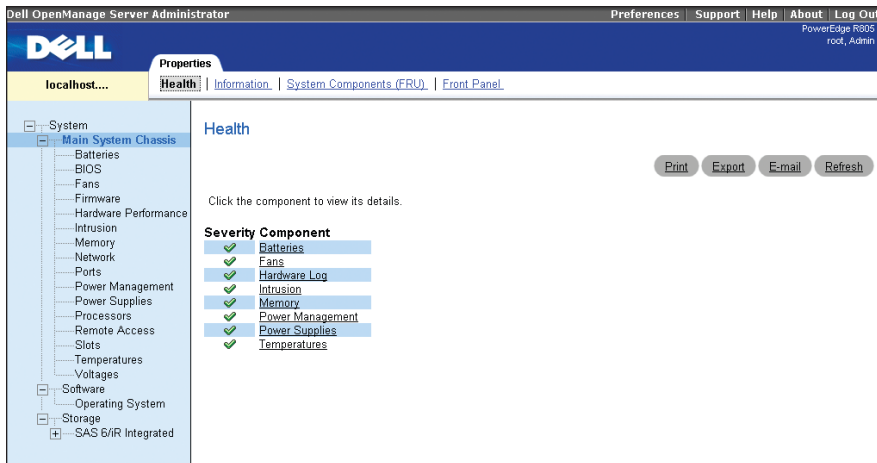 Dell OpenManage Server Administrator
Preferences Support Help About Log Out
PowerEdge R805
root, Admin
DELL
Properties
localhost....
Health Information System Components (FRU) Front Panel
System
Main System Chassis
Batteries
BIOS
Fans
Firmware
Hardware Performance
Intrusion
Memory
Network
Ports
Power Management
Power Supplies
Processors
Remote Access
Slots
Temperatures
Voltages
Software
Operating System
Storage
SAS 6/iR Integrated
Health
Print Export E-mail Refresh
Click the component to view its details.
Severity Component
Batteries
Fans
Hardware Log
Intrusion
Memory
Power Management
Power Supplies
Temperatures